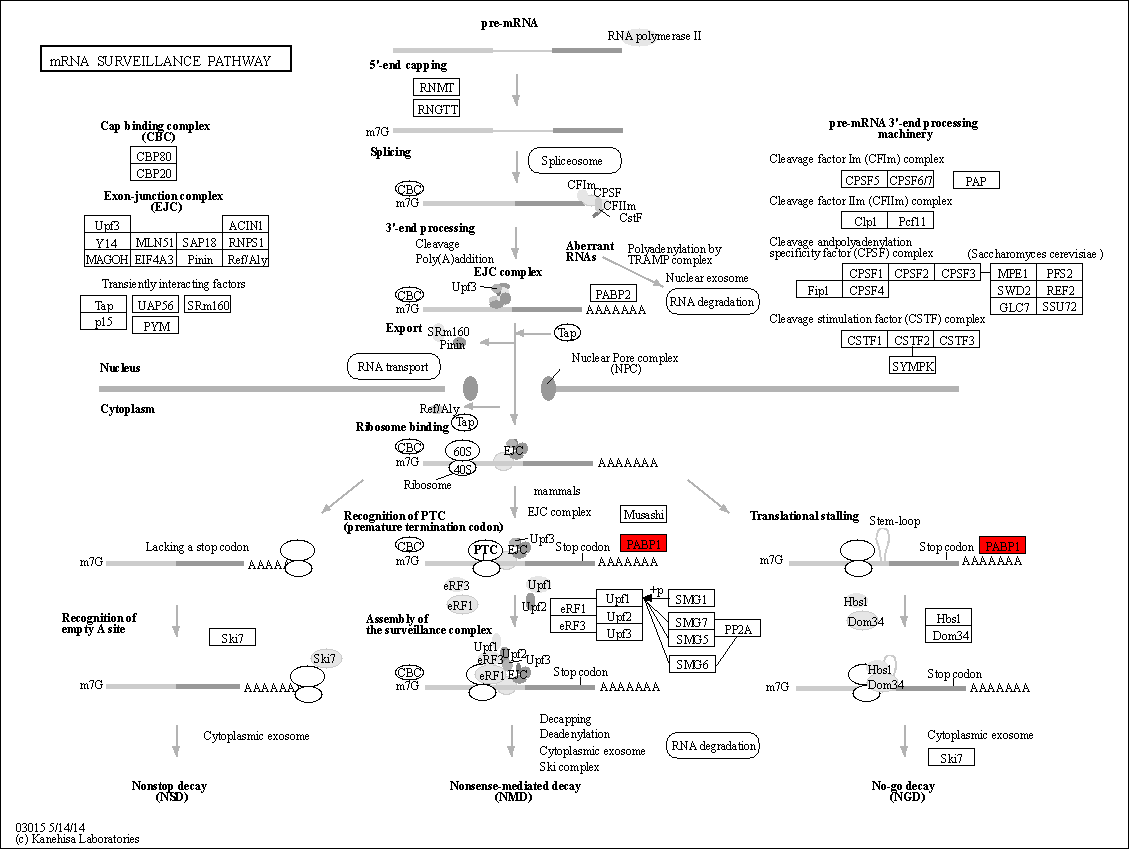 pre-mRNA
RNA polymerase II
mRNA SURVEILLANCE PATHWAY
5'-end capping
RNMT
RNGTT
m7G
Cap binding complex
(CBC)
CBP80
CBP20
Splicing
Spliceosome
CBC
m7G
CFIm
CPSF
CFIIm
CstF
pre-mRNA 3'-end processing
machinery
Cleavage factor Im (CFIm) complex
CPSF5
CPSF6/7
PAP
Cleavage factor IIm (CFIIm) complex
Clp1
Pcf11
Cleavage andpolyadenylation
specificity factor (CPSF) complex
(Saccharomyces cerevisiae )
CPSF1
CPSF2
CPSF3
MPE1
PFS2
Fip1
CPSF4
SWD2
REF2
GLC7
SSU72
Cleavage stimulation factor (CSTF) complex
CSTF1
CSTF2
CSTF3
SYMPK
Exon-junction complex
(EJC)
Upf3
ACIN1
Y14
MLN51
SAP18
RNPS1
MAGOH
EIF4A3
Pinin
Ref/Aly
Transiently interacting factors
Tap
UAP56
SRm160
p15
PYM
3'-end processing
Cleavage
Poly(A)addition
Aberrant
RNAs
Polyadenylation by
TRAMP complex
Nuclear exosome
RNA degradation
EJC complex
Upf3
CBC
m7G
PABP2
AAAAAAA
Export
SRm160
Pinin
Tap
RNA transport
Nuclear Pore complex
(NPC)
Nucleus
Cytoplasm
Ref/Aly
Tap
Ribosome binding
CBC
m7G
60S
40S
EJC
AAAAAAA
Ribosome
mammals
EJC complex
Recognition of PTC
(premature termination codon)
Musashi
Upf3
CBC
m7G
PTC
EJC
Stop codon
PABP1
AAAAAAA
Translational stalling
Stem-loop
m7G
Stop codon
PABP1
AAAAAAA
Lacking a stop codon
m7G
AAAAA
eRF3
eRF1
Upf1
Upf2
eRF1
eRF3
Upf1
Upf2
Upf3
+p
SMG1
SMG7
SMG5
SMG6
PP2A
Hbs1
Dom34
Hbs1
Dom34
Recognition of
empty A site
Ski7
Ski7
m7G
AAAAAA
Assembly of
the surveillance complex
Upf1
Upf2
eRF3
Upf3
CBC
m7G
eRF1
EJC
Stop codon
AAAAAAA
m7G
Hbs1
Dom34
Stop codon
AAAAAAA
Cytoplasmic exosome
Decapping
Deadenylation
Cytoplasmic exosome
Ski complex
RNA degradation
Cytoplasmic exosome
Ski7
Nonstop decay
(NSD)
Nonsense-mediated decay
(NMD)
No-go decay
(NGD)
03015 5/14/14
(c) Kanehisa Laboratories